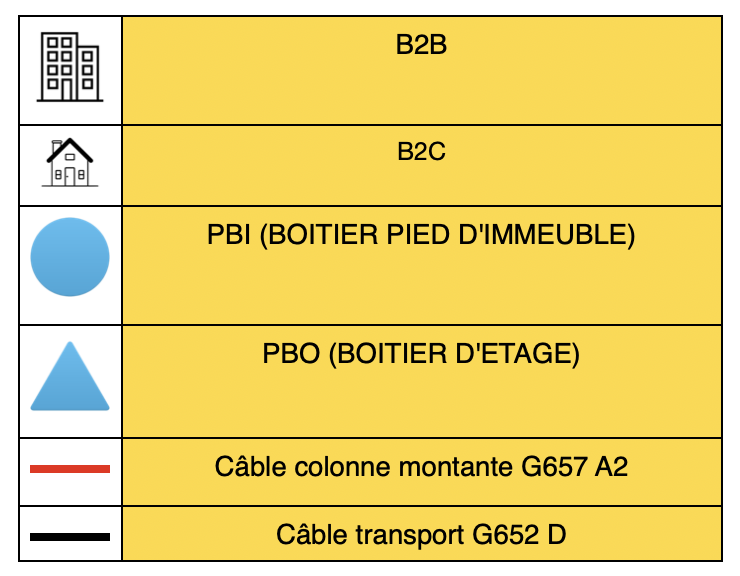 B2B
B2C
PBI (BOITIER PIED D'IMMEUBLE)
PBO (BOITIER D'ETAGE)
Câble colonne montante G657 A2
Câble transport G652 D